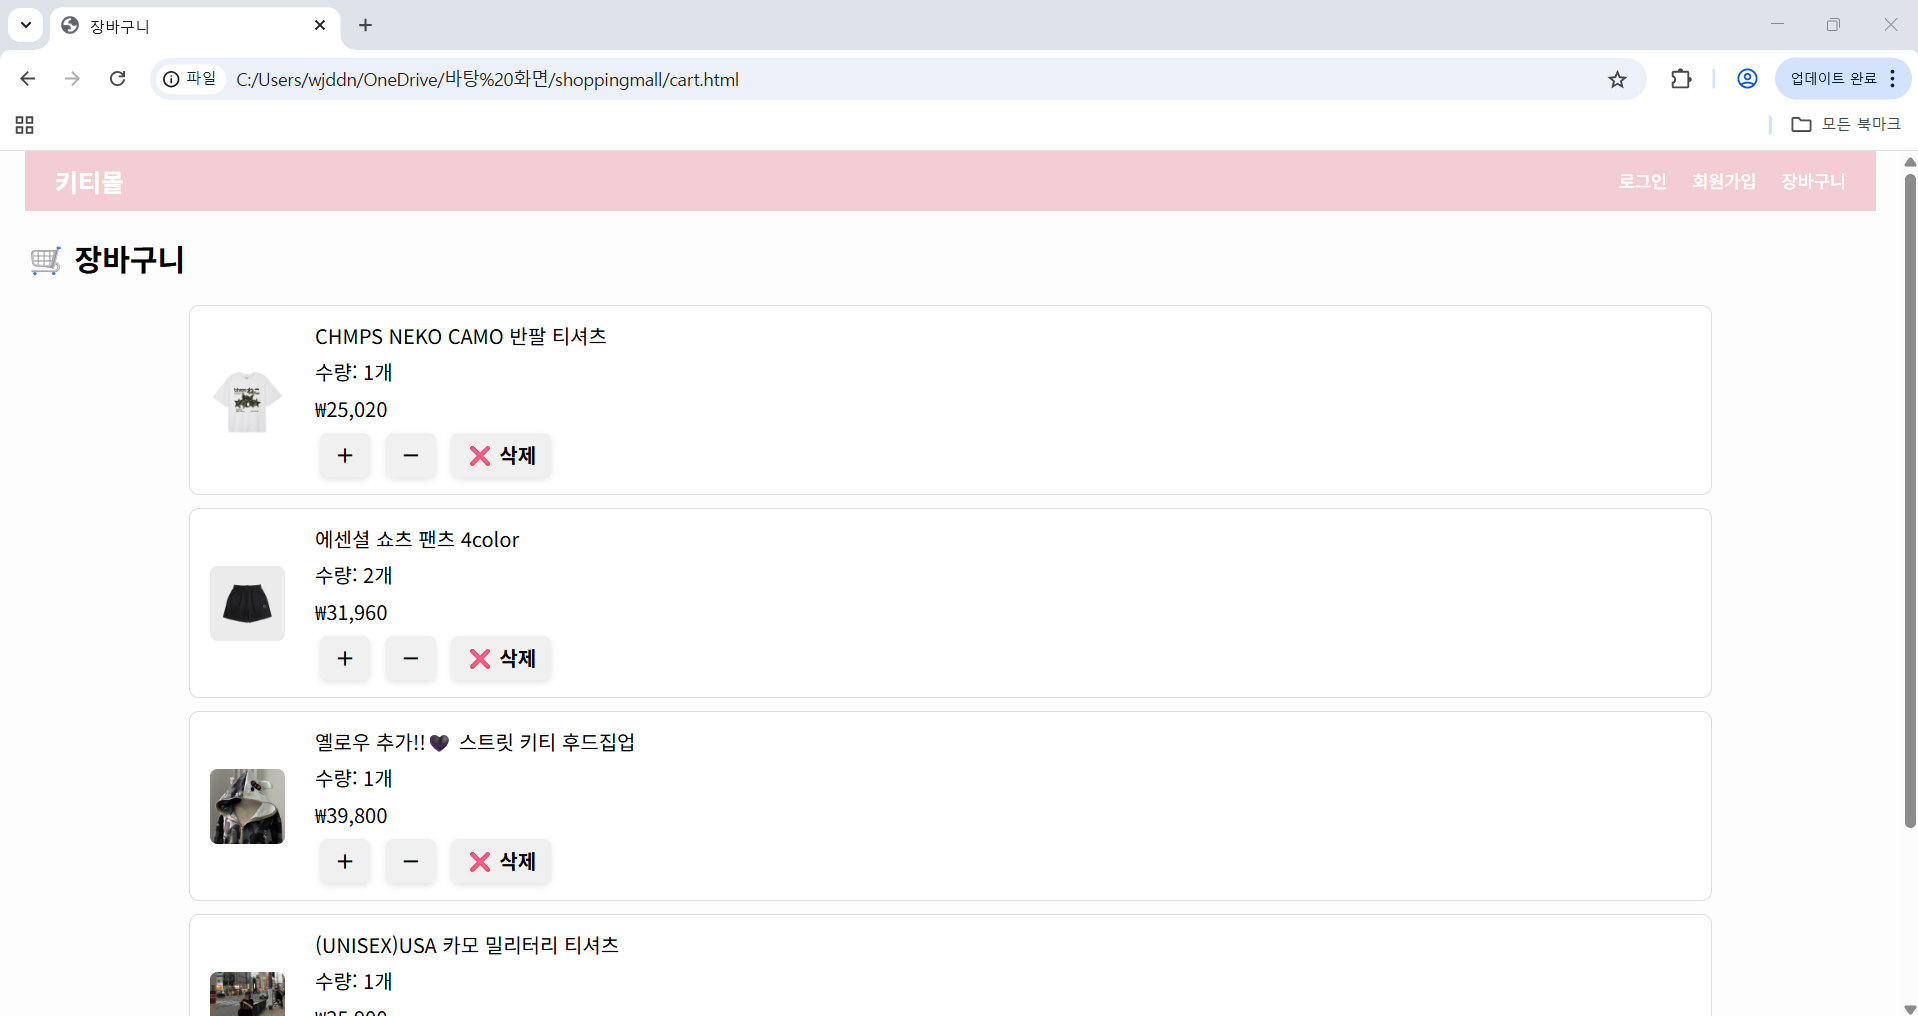 장바구니
파일
C:/Users/wjddn/OneDrive/바탕%20화면/shoppingmall/cart.html
업데이트 완료
모든 북마크
키티몰
로그인 회원가입 장바구니
🛒 장바구니
CHMPS NEKO CAMO 반팔 티셔츠
수량: 1개
₩25,020
+ − ❌ 삭제
에센셜 쇼츠 팬츠 4color
수량: 2개
₩31,960
+ − ❌ 삭제
옐로우 추가!!🖤 스트릿 키티 후드집업
수량: 1개
₩39,800
+ − ❌ 삭제
(UNISEX)USA 카모 밀리터리 티셔츠
수량: 1개